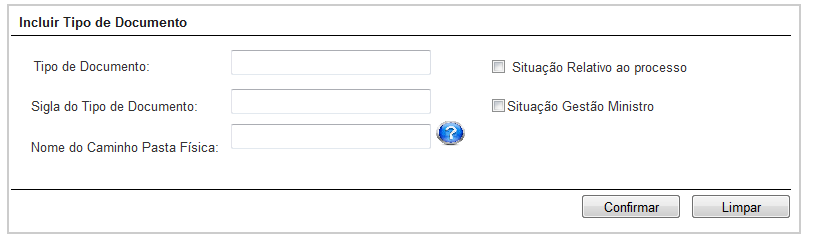 Incluir Tipo de Documento
Tipo de Documento:
Situação Relativo ao processo
Sigla do Tipo de Documento:
Situação Gestão Ministro
Nome do Caminho Pasta Física:
?
Confirmar
Limpar